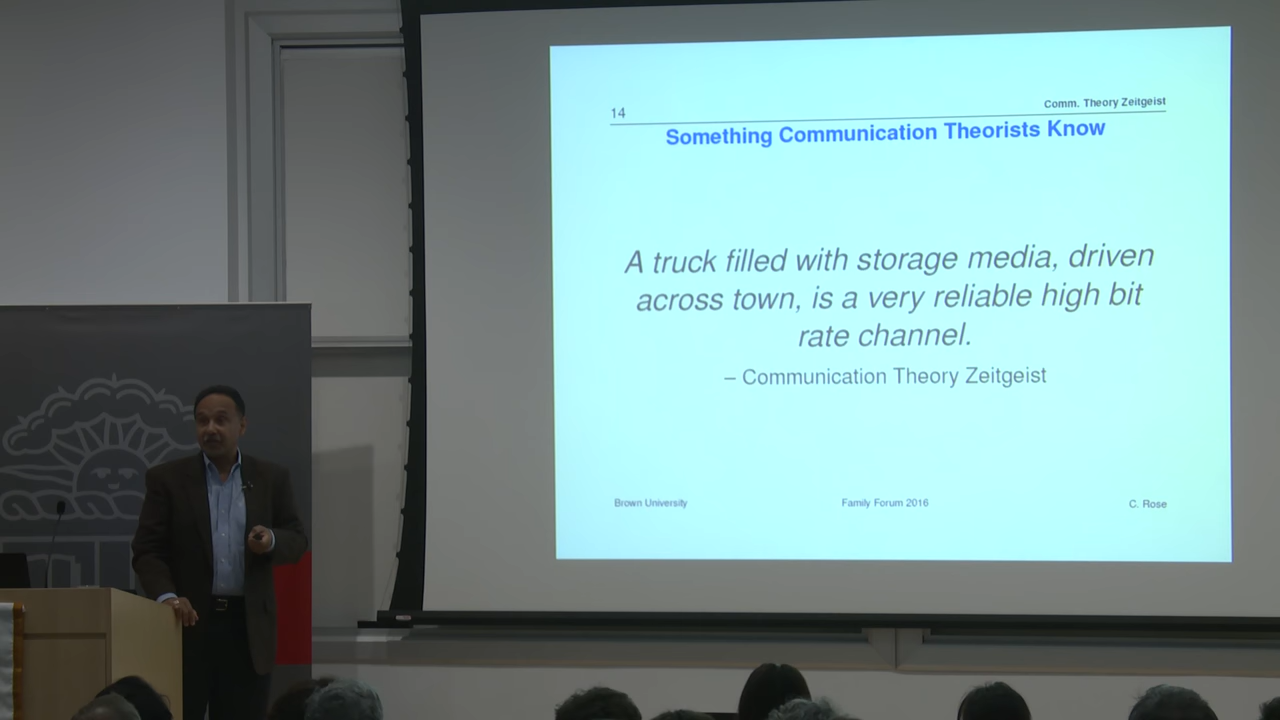 14
Comm. Theory Zeitgeist
Something Communication Theorists Know
A truck filled with storage media, driven
across town, is a very reliable high bit
rate channel.
– Communication Theory Zeitgeist
Brown University
Family Forum 2016
C. Rose